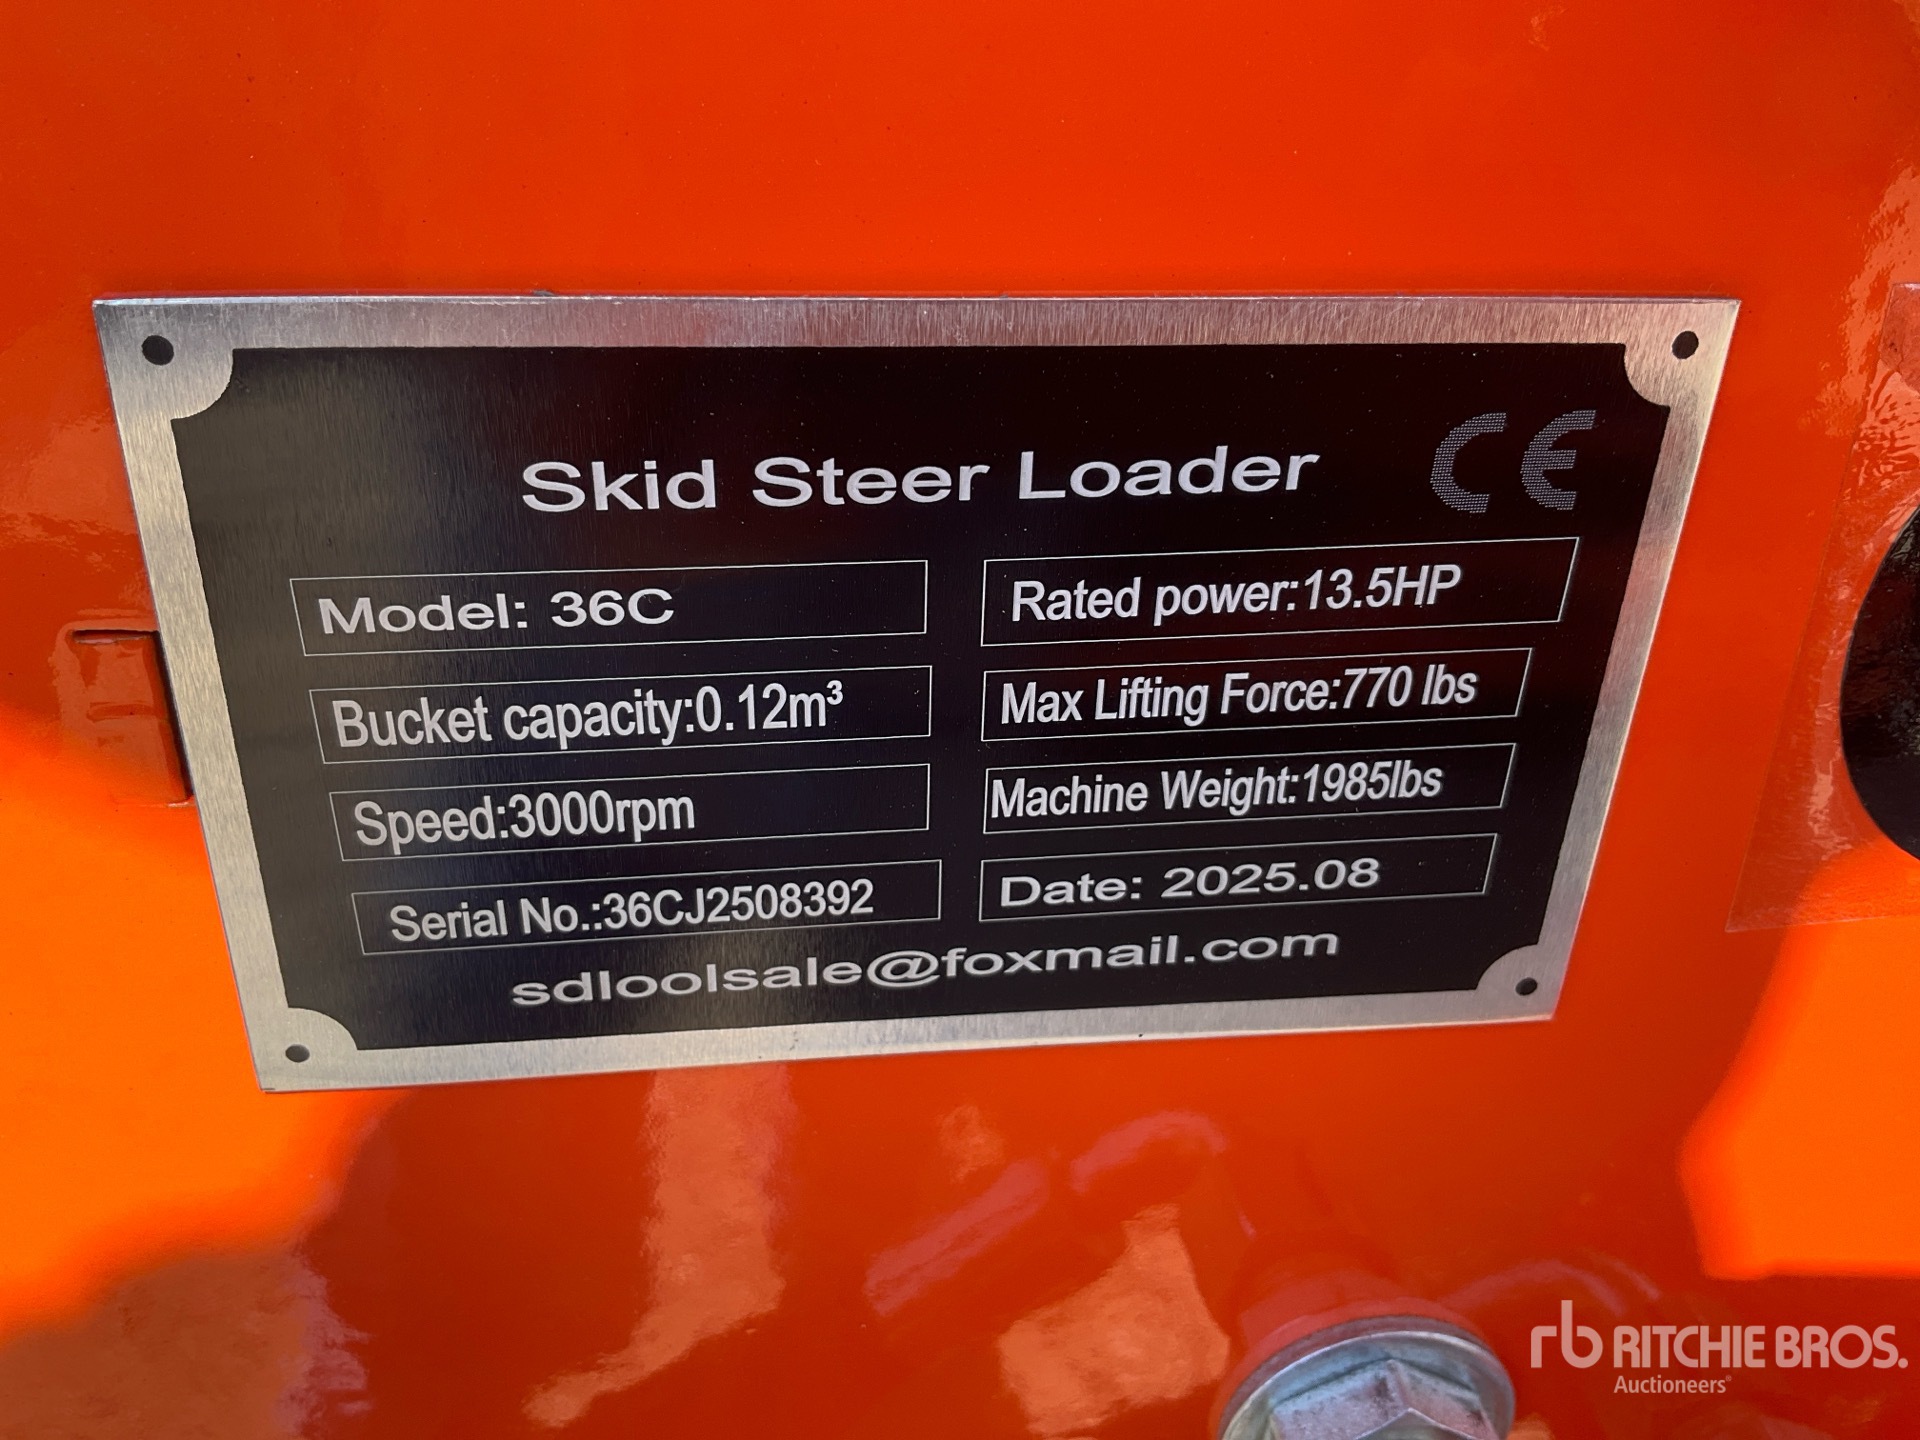 Skid Steer Loader CE
Model: 36C
Rated power:13.5HP
Bucket capacity:0.12m³
Max Lifting Force:770 lbs
Speed:3000rpm
Machine Weight:1985lbs
Serial No.:36CJ2508392
Date: 2025.08
sdloolsale@foxmail.com
rb RITCHIE BROS.
Auctioneers®